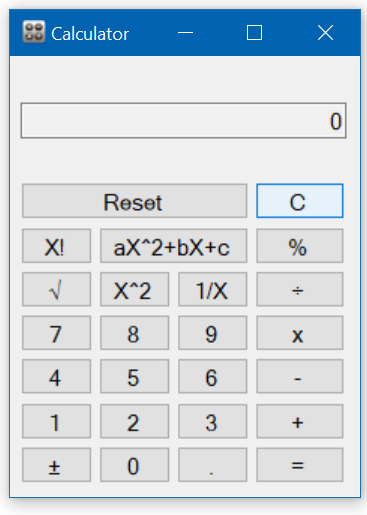 Calculator
0
Reset C
X! aX^2+bX+c %
√ X^2 1/X ÷
7 8 9 x
4 5 6 -
1 2 3 +
± 0 . =